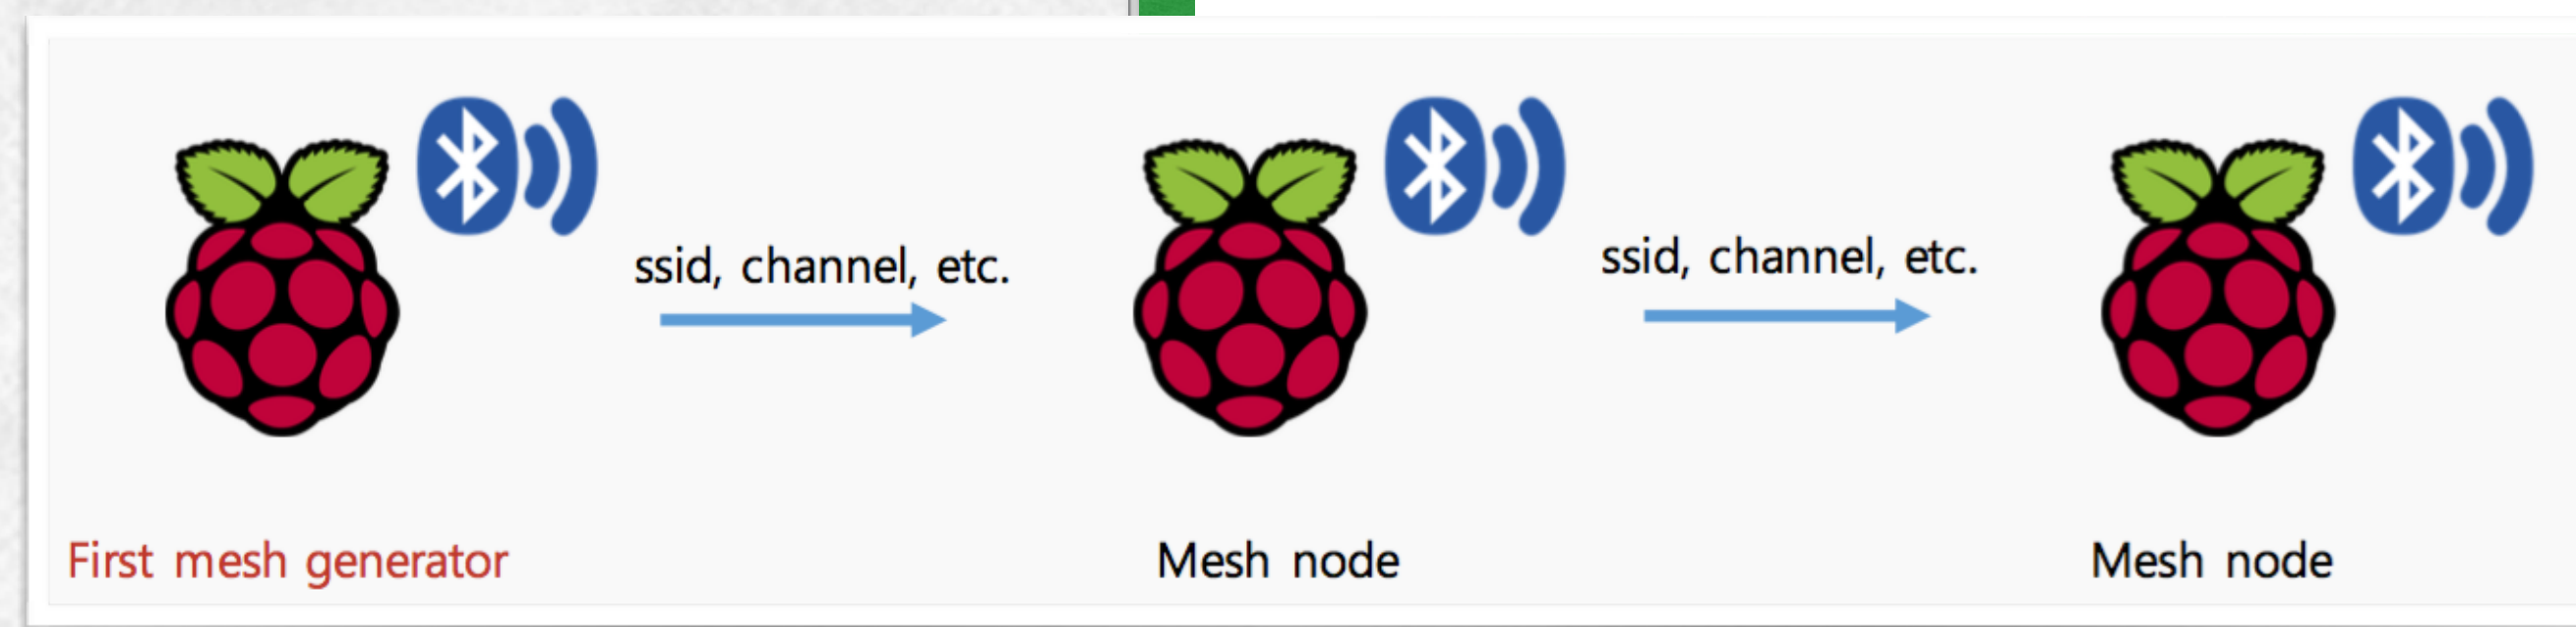 ssid, channel, etc.
ssid, channel, etc.
First mesh generator
Mesh node
Mesh node